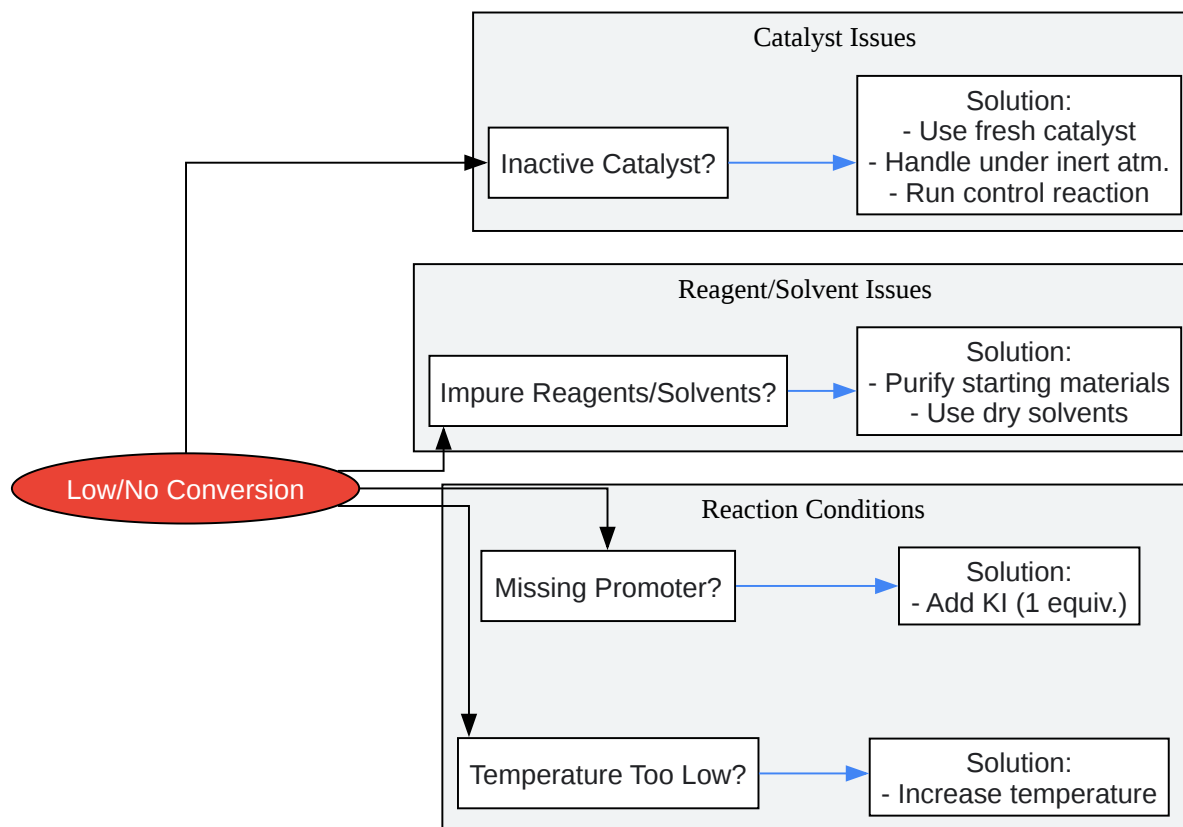 Catalyst Issues
Inactive Catalyst?
Solution:
- Use fresh catalyst
- Handle under inert atm.
- Run control reaction
Reagent/Solvent Issues
Impure Reagents/Solvents?
Solution:
- Purify starting materials
- Use dry solvents
Low/No Conversion
Reaction Conditions
Missing Promoter?
Solution:
- Add KI (1 equiv.)
Temperature Too Low?
Solution:
- Increase temperature